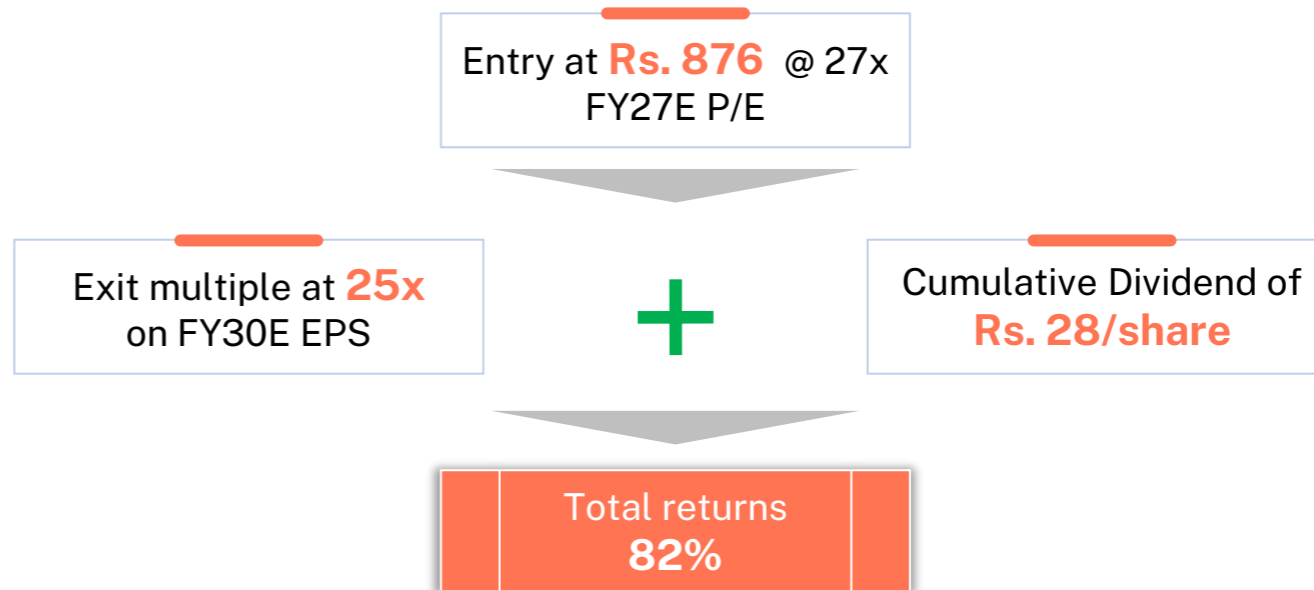 Entry at Rs. 876 @ 27x
FY27E P/E
Exit multiple at 25x
on FY30E EPS
Cumulative Dividend of
Rs. 28/share
Total returns
82%